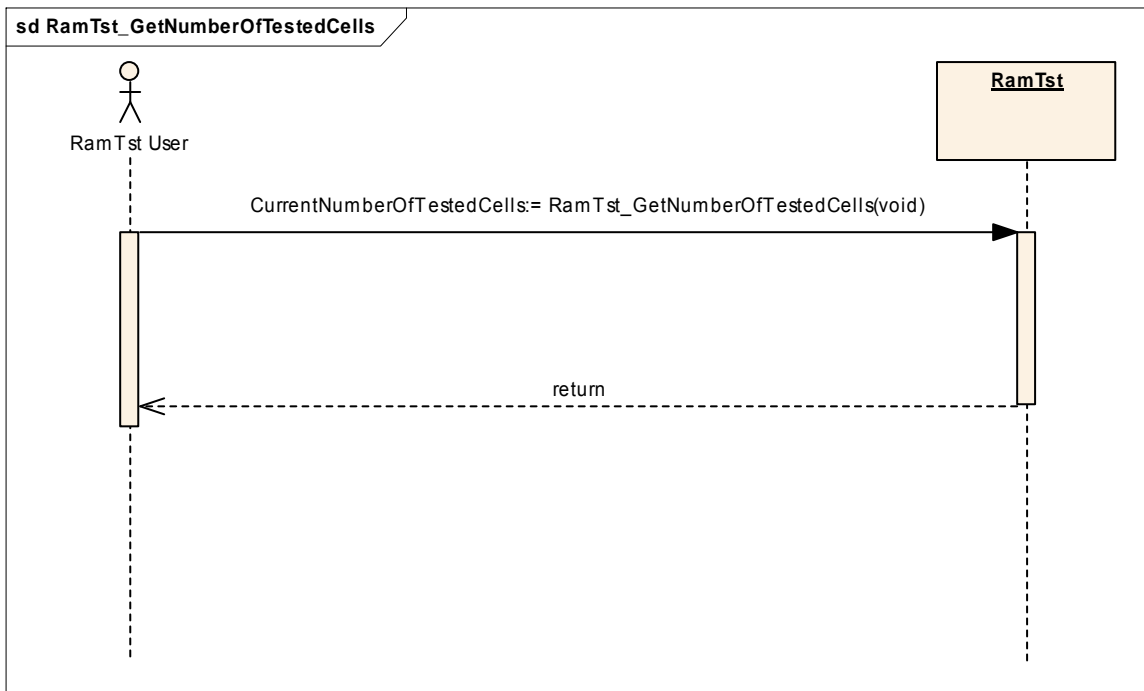 sd RamTst_GetNumberOfTestedCells
RamTst User
RamTst
CurrentNumberOfTestedCells:= RamTst_GetNumberOfTestedCells(void)
return